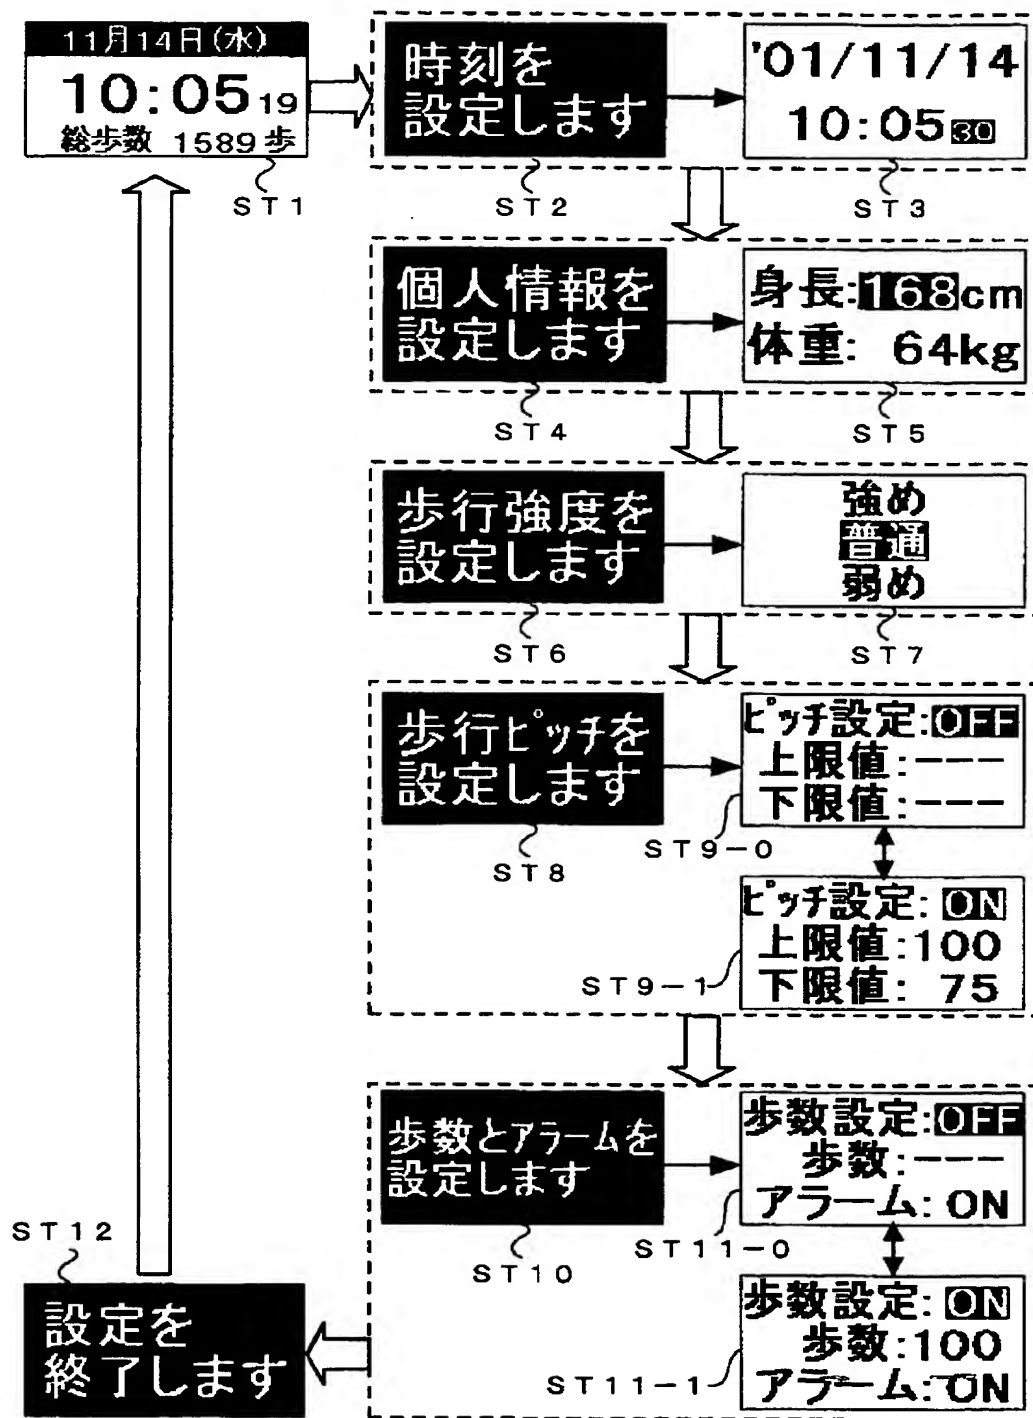 11月14日(水)
10:05 19
総歩数 1589歩
ST1
時刻を
設定します
ST2
'01/11/14
10:05 30
ST3
個人情報を
設定します
ST4
身長:168cm
体重: 64kg
ST5
歩行強度を
設定します
ST6
強め
普通
弱め
ST7
歩行ピッチを
設定します
ST8
ピッチ設定:OFF
上限値:---
下限値:---
ST9-0
ピッチ設定: ON
上限値:100
下限値: 75
ST9-1
歩数とアラームを
設定します
ST10
歩数設定:OFF
歩数:---
アラーム: ON
ST11-0
歩数設定: ON
歩数:100
アラーム: ON
ST11-1
ST12
設定を
終了します